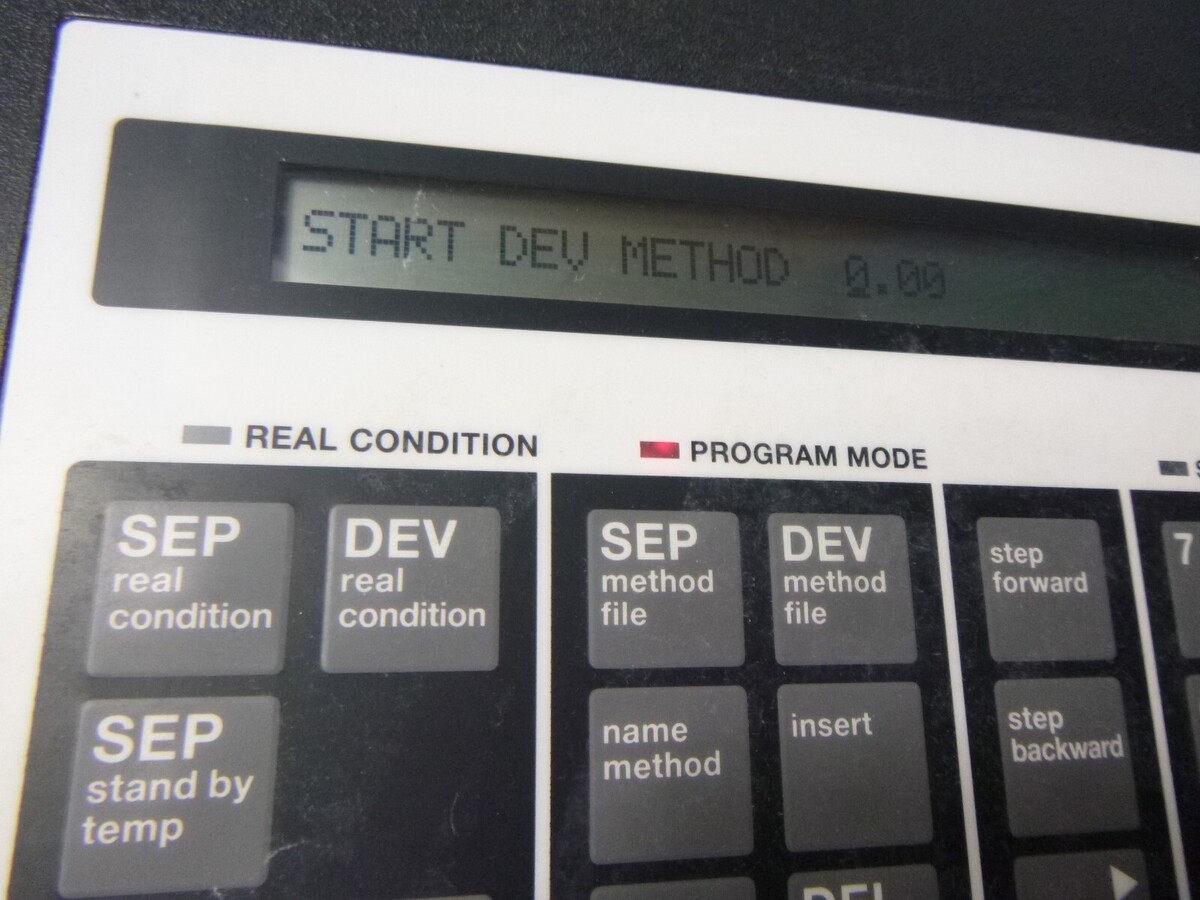 START DEV METHOD 0.00
REAL CONDITION
PROGRAM MODE
SEP
real
condition
DEV
real
condition
SEP
method
file
DEV
method
file
step
forward
7
SEP
stand by
temp
name
method
insert
step
backward